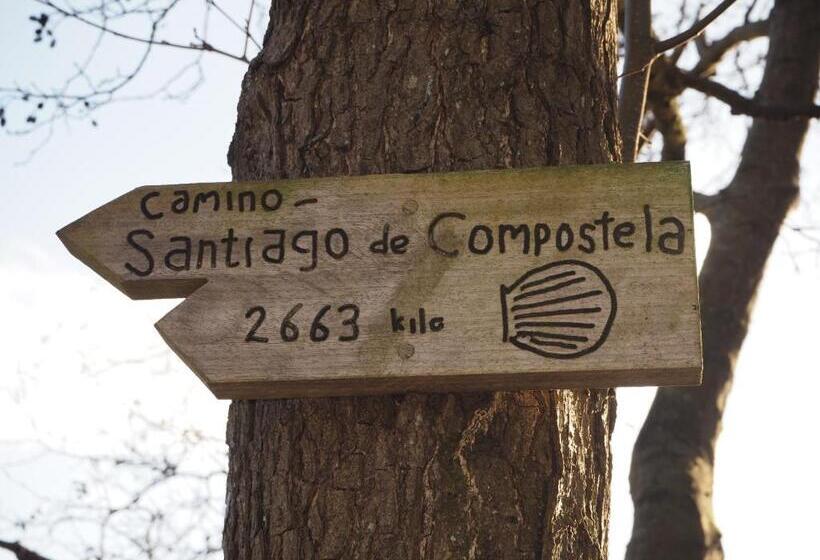 Camino -
Santiago de Compostela
2663 kilo